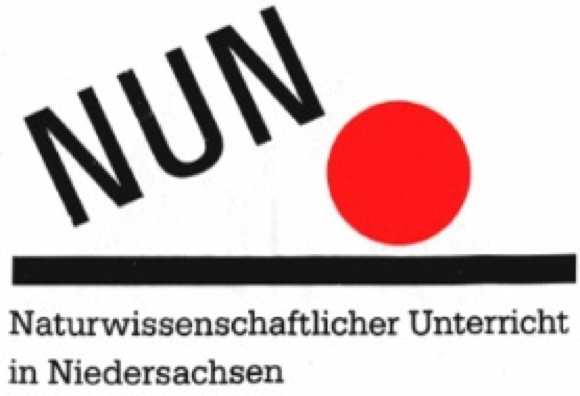 NUN
Naturwissenschaftlicher Unterricht
in Niedersachsen